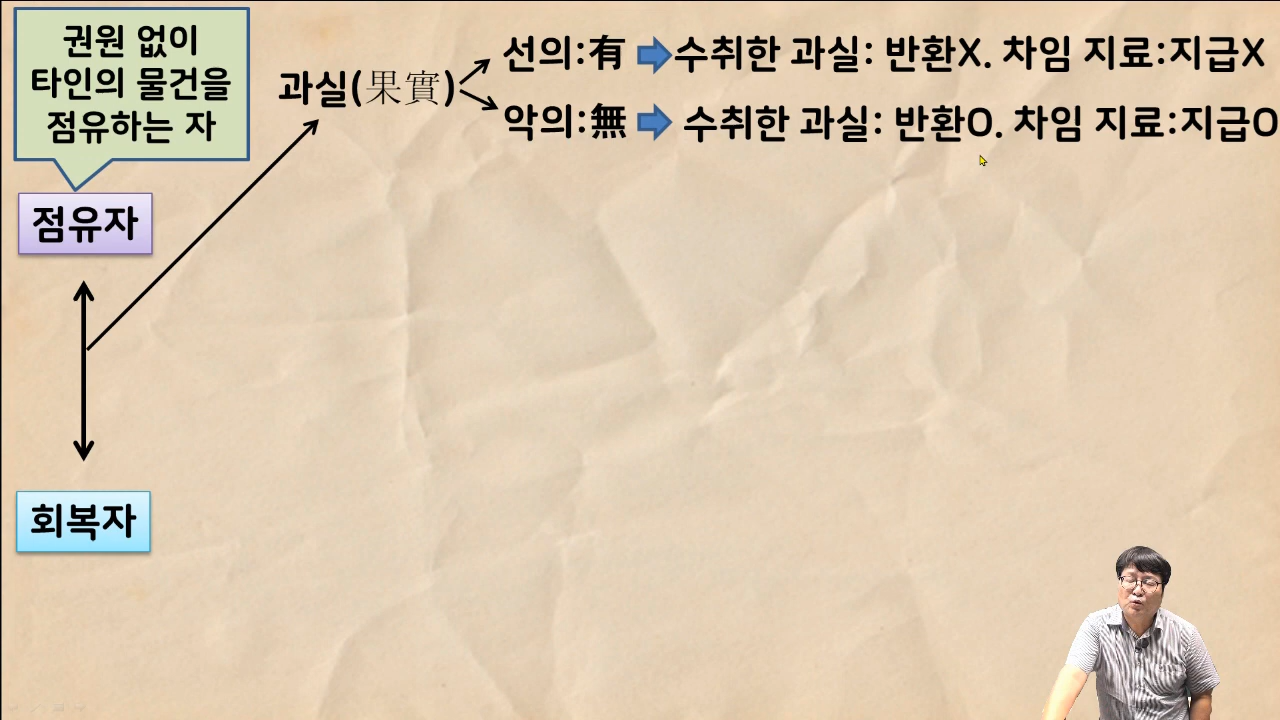 권원 없이
타인의 물건을
점유하는 자
점유자
회복자
과실(果實)
선의:有 수취한 과실: 반환X. 차임 지료:지급X
악의:無 수취한 과실: 반환O. 차임 지료:지급O